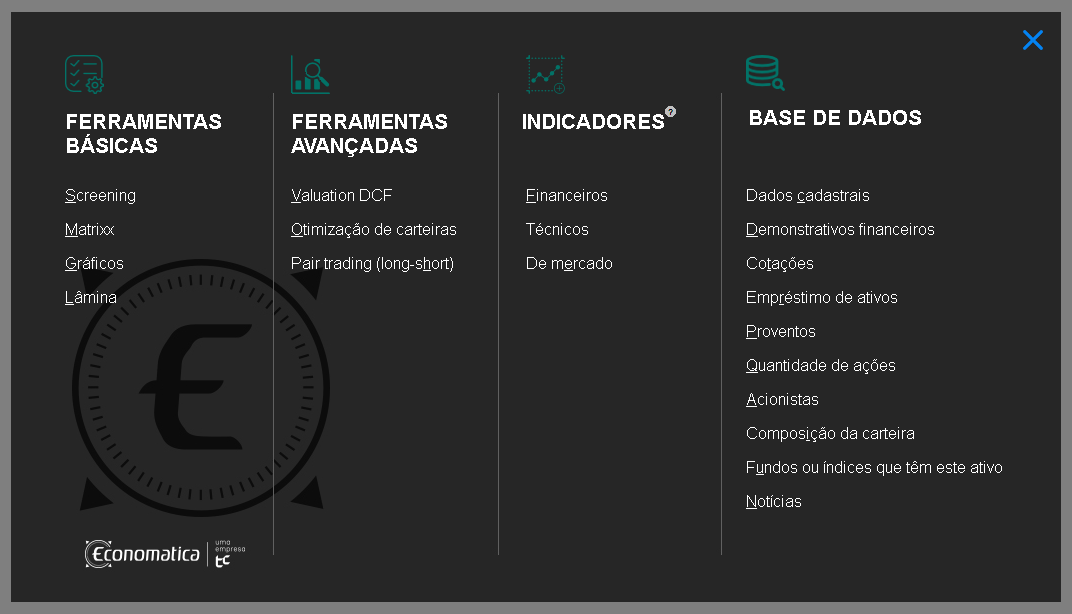 FERRAMENTAS
BÁSICAS
Screening
Matrixx
Gráficos
Lâmina
FERRAMENTAS
AVANÇADAS
Valuation DCF
Otimização de carteiras
Pair trading (long-short)
INDICADORES
?
Financeiros
Técnicos
De mercado
BASE DE DADOS
Dados cadastrais
Demonstrativos financeiros
Cotações
Empréstimo de ativos
Proventos
Quantidade de ações
Acionistas
Composição da carteira
Fundos ou índices que têm este ativo
Notícias
Economatica
uma
empresa
tc